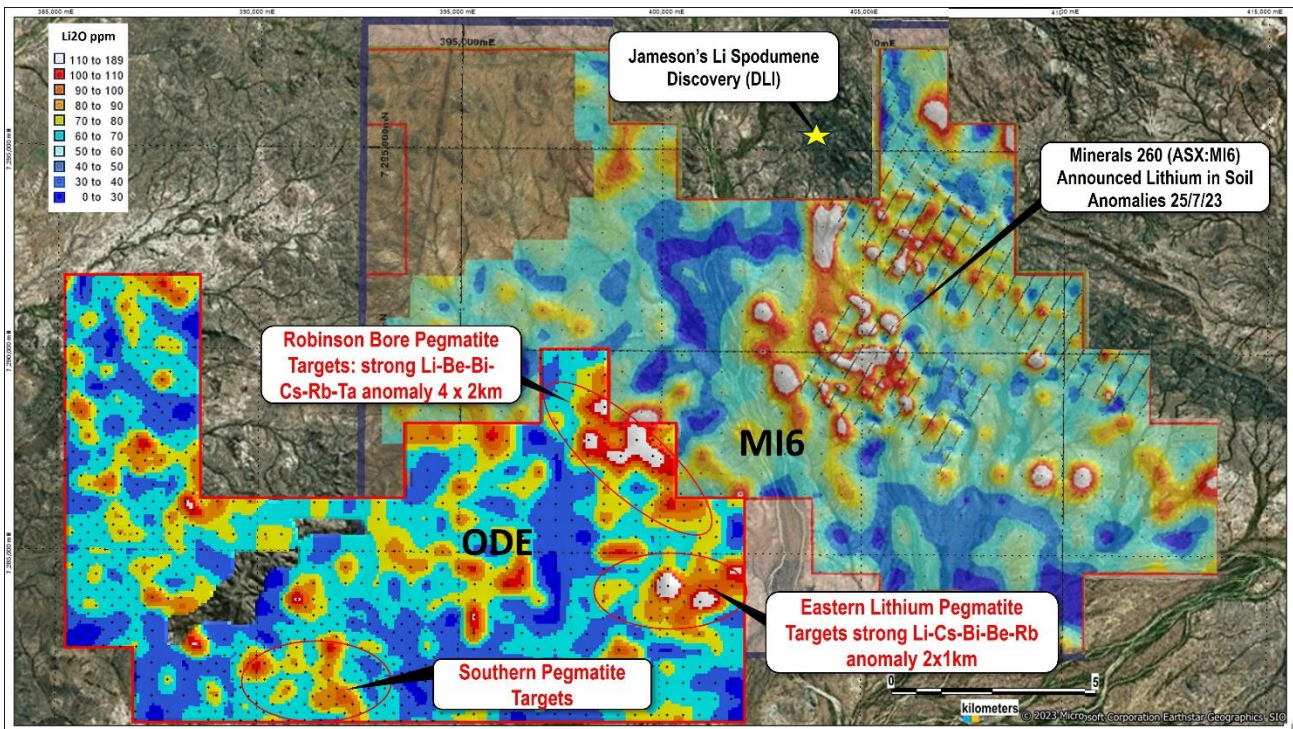 385,000 mE
390,000 mE
395,000 mE
400,000 mE
405,000 mE
415,000 mE
395,000mE
0mE
Li2O ppm
110 to 189
100 to 110
90 to 100
80 to 90
70 to 80
60 to 70
50 to 60
40 to 50
30 to 40
0 to 30
Jameson's Li Spodumene
Discovery (DLI)
7,295,000mN
Minerals 260 (ASX:MI6)
Announced Lithium in Soil
Anomalies 25/7/23
Robinson Bore Pegmatite
Targets: strong Li-Be-Bi-
Cs-Rb-Ta anomaly 4 x 2km
MI6
ODE
Eastern Lithium Pegmatite
Targets strong Li-Cs-Bi-Be-Rb
anomaly 2x1km
Southern Pegmatite
Targets
0
5
kilometers
© 2023 Microsoft Corporation Earthstar Geographics SIO